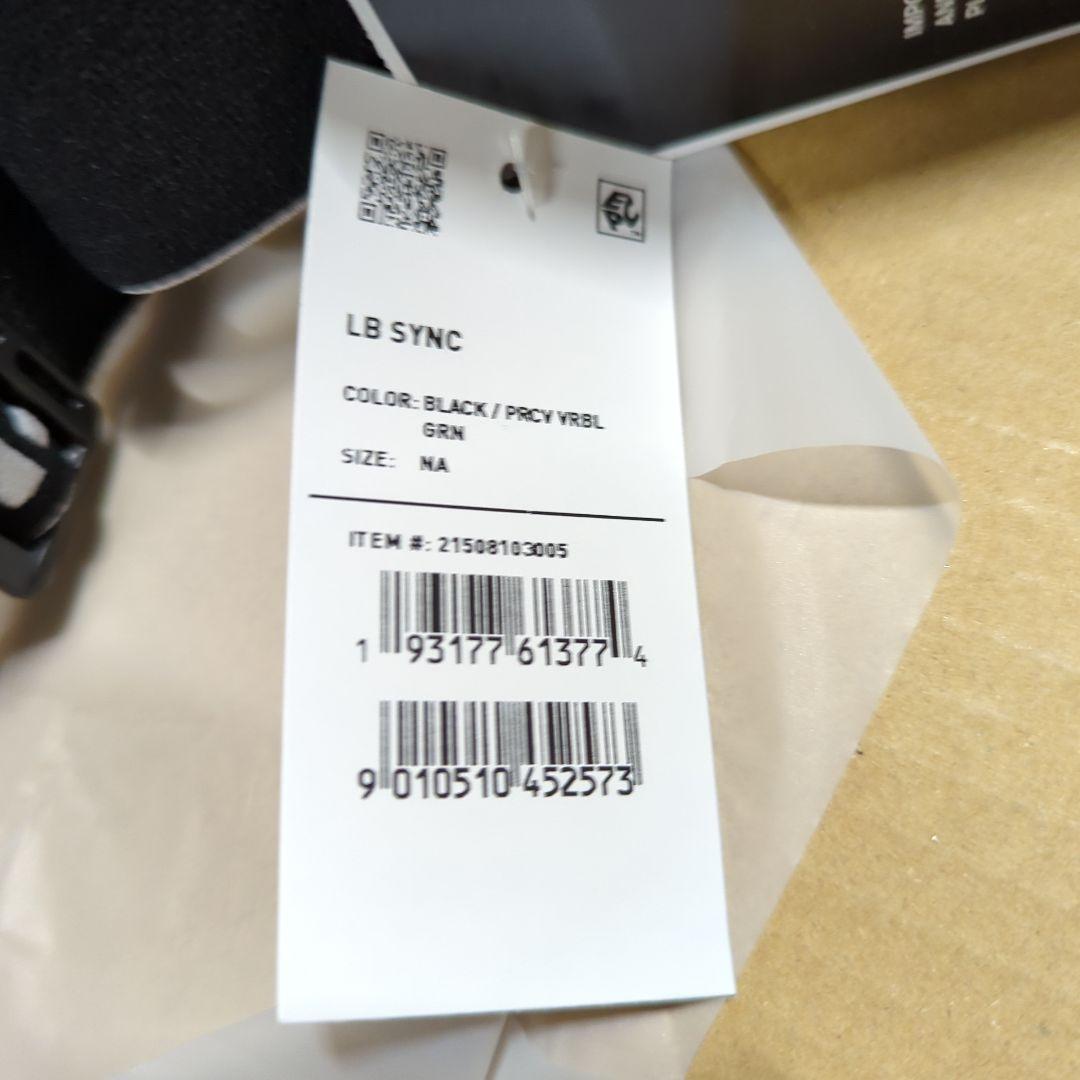 LB SYNC
COLOR: BLACK / PRCY VRBL
GRN
SIZE: NA
ITEM #: 21508103005
1 93177 61377 4
9 010510 452573